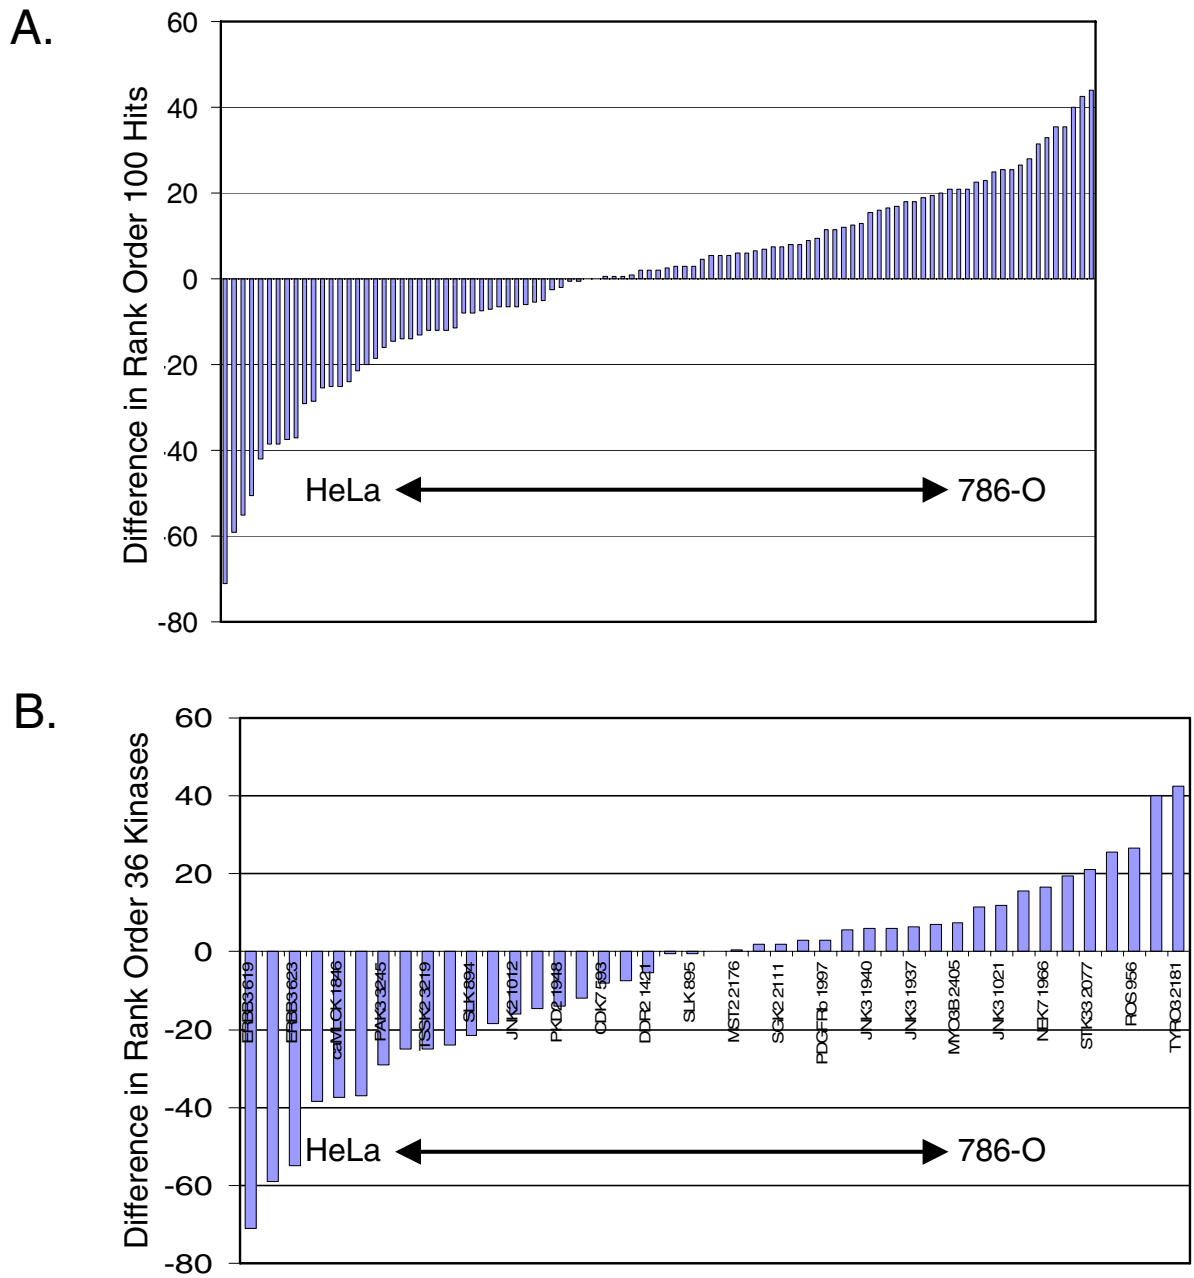 A.
Difference in Rank Order 100 Hits
60
40
20
0
-20
-40
-60
-80
HeLa
786-O
B.
Difference in Rank Order 36 Kinases
60
40
20
0
-20
-40
-60
-80
ERBB3 619
ERBB3 623
caMLCK 1846
PAK3 3245
TSSK2 3219
SLK 894
JNK2 1012
PKD2 1948
CDK7 593
DDR2 1421
SLK 895
MST2 2176
SGK2 2111
PDGFRb 1997
JNK3 1940
JNK3 1937
MYO3B 2405
JNK3 1021
NEK7 1966
STK33 2077
ROS 956
TYRO3 2181
HeLa
786-O